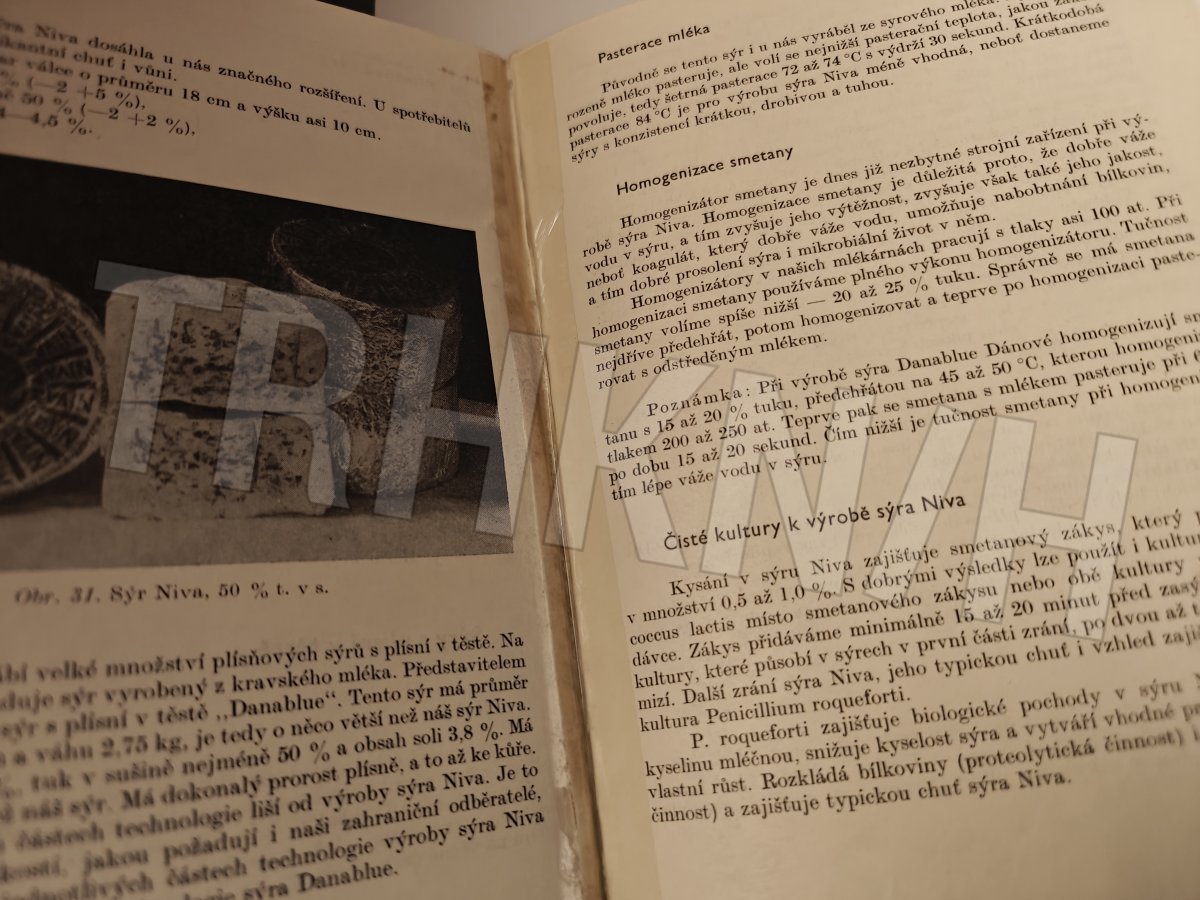 Niva dosáhla u nás značného rozšíření. U spotřebitelů
pikantní chuť i vůni.
válce o průměru 18 cm a výšku asi 10 cm.
% (—2 +5 %),
50 % (—2 +2 %),
4—4,5 %.
Obr. 31. Sýr Niva, 50 % t. v s.
velké množství plísňových sýrů s plísní v těstě. Na
sýr vyrobený z kravského mléka. Představitelem
sýr s plísní v těstě „Danablue“. Tento sýr má průměr
a váhu 2,75 kg, je tedy o něco větší než náš sýr Niva.
tuk v sušině nejméně 50 % a obsah soli 3,8 %. Má
náš sýr. Má dokonalý prorost plísně, a to až ke kůře.
částech technologie liší od výroby sýra Niva. Je to
jakou požadují i naši zahraniční odběratelé,
částech technologie výroby sýra Niva
sýra Danablue.
Pasterace mléka
Původně se tento sýr i u nás vyráběl ze syrového mléka.
rozeně mléko pasteruje, ale volí se nejnižší pasterační teplota, jakou
povoluje, tedy šetrná pasterace 72 až 74 °C s výdrží 30 sekund. Krátkodobá
pasterace 84 °C je pro výrobu sýra Niva méně vhodná, neboť dostaneme
sýry s konzistencí krátkou, drobivou a tuhou.
Homogenizace smetany
Homogenizátor smetany je dnes již nezbytné strojní zařízení při vý-
robě sýra Niva. Homogenizace smetany je důležitá proto, že dobře váže
vodu v sýru, a tím zvyšuje jeho výtěžnost, zvyšuje však také jeho jakost,
neboť koagulát, který dobře váže vodu, umožňuje nabobtnání bílkovin,
a tím dobré prosolení sýra i mikrobiální život v něm.
Homogenizátory v našich mlékárnách pracují s tlaky asi 100 at. Při
homogenizaci smetany používáme plného výkonu homogenizátoru. Tučnost
smetany volíme spíše nižší — 20 až 25 % tuku. Správně se má smetana
nejdříve předehřát, potom homogenizovat a teprve po homogenizaci paste-
rovat s odstředěným mlékem.
Poznámka: Při výrobě sýra Danablue Dánové homogenizují
tanu s 15 až 20 % tuku, předehřátou na 45 až 50 °C, kterou
tlakem 200 až 250 at. Teprve pak se smetana s mlékem pasteruje při
po dobu 15 až 20 sekund. Čím nižší je tučnost smetany při
tím lépe váže vodu v sýru.
Čisté kultury k výrobě sýra Niva
Kysání v sýru Niva zajišťuje smetanový zákys, který
v množství 0,5 až 1,0 %. S dobrými výsledky lze použít i
coccus lactis místo smetanového zákysu nebo obě kultury
dávce. Zákys přidáváme minimálně 15 až 20 minut před
kultury, které působí v sýrech v první části zrání, po dvou až
mizí. Další zrání sýra Niva, jeho typickou chuť i vzhled
kultura Penicillium roqueforti.
P. roqueforti zajišťuje biologické pochody v sýru
kyselinu mléčnou, snižuje kyselost sýra a vytváří vhodné
vlastní růst. Rozkládá bílkoviny (proteolytická činnost) i
činnost) a zajišťuje typickou chuť sýra Niva.
TRHKNIH